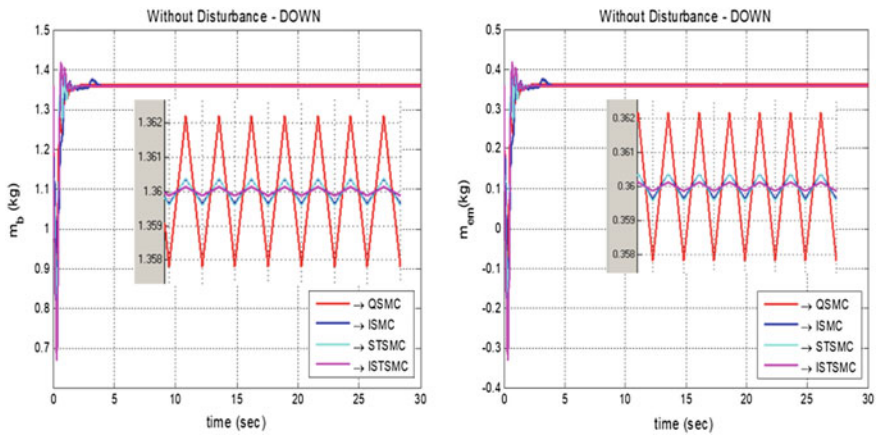 Without Disturbance - DOWN
1.5
1.4
1.3
1.2
1.1
1
0.9
0.8
0.7
m_b (kg)
1.362
1.361
1.36
1.359
1.358
→ QSMC
→ ISMC
→ STSMC
→ ISTSMC
0 5 10 15 20 25 30
time (sec)
Without Disturbance - DOWN
0.5
0.4
0.3
0.2
0.1
0
-0.1
-0.2
-0.3
-0.4
m_em(kg)
0.362
0.361
0.36
0.359
0.358
→ QSMC
→ ISMC
→ STSMC
→ ISTSMC
0 5 10 15 20 25 30
time (sec)